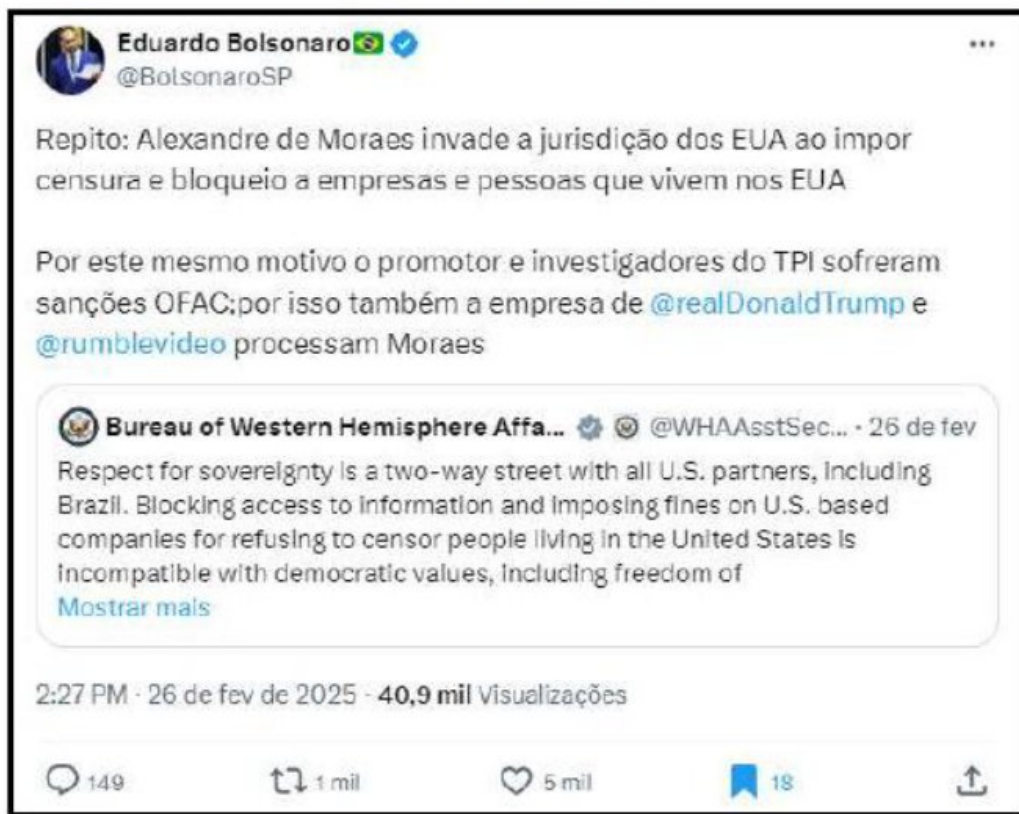 Eduardo Bolsonaro🇧🇷
@BolsonaroSP
Repito: Alexandre de Moraes invade a jurisdição dos EUA ao impor
censura e bloqueio a empresas e pessoas que vivem nos EUA
Por este mesmo motivo o promotor e investigadores do TPI sofreram
sanções OFAC;por isso também a empresa de @realDonaldTrump e
@rumblevideo processam Moraes
Bureau of Western Hemisphere Affa... @WHAAsstSec... · 26 de fev
Respect for sovereignty is a two-way street with all U.S. partners, including
Brazil. Blocking access to information and imposing fines on U.S. based
companies for refusing to censor people living in the United States is
incompatible with democratic values, including freedom of
Mostrar mais
2:27 PM · 26 de fev de 2025 · 40,9 mil Visualizações
149 1 mil 5 mil 18